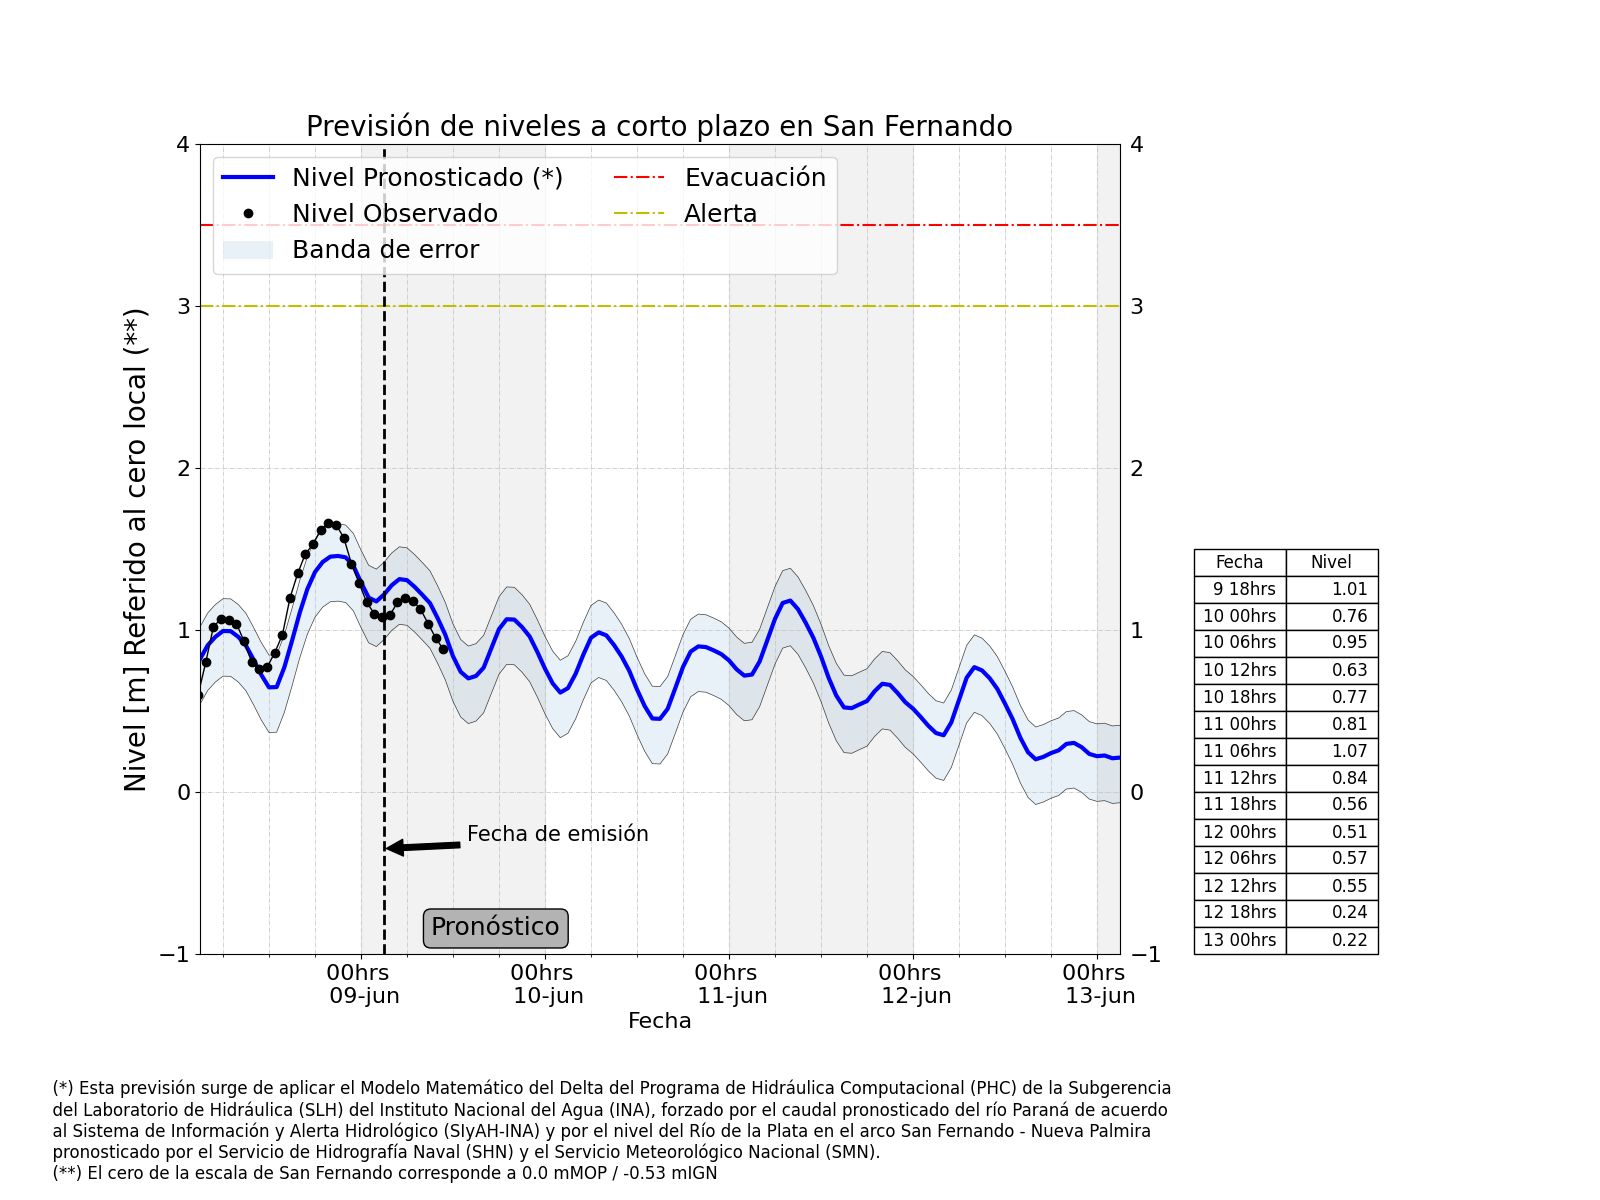 Previsión de niveles a corto plazo en San Fernando
Nivel Pronosticado (*)
Nivel Observado
Banda de error
Evacuación
Alerta
Nivel [m] Referido al cero local (**)
4
3
2
1
0
−1
4
3
2
1
0
−1
Fecha de emisión
Pronóstico
00hrs
09-jun
00hrs
10-jun
00hrs
11-jun
00hrs
12-jun
00hrs
13-jun
Fecha
Fecha Nivel
9 18hrs 1.01
10 00hrs 0.76
10 06hrs 0.95
10 12hrs 0.63
10 18hrs 0.77
11 00hrs 0.81
11 06hrs 1.07
11 12hrs 0.84
11 18hrs 0.56
12 00hrs 0.51
12 06hrs 0.57
12 12hrs 0.55
12 18hrs 0.24
13 00hrs 0.22
(*) Esta previsión surge de aplicar el Modelo Matemático del Delta del Programa de Hidráulica Computacional (PHC) de la Subgerencia
del Laboratorio de Hidráulica (SLH) del Instituto Nacional del Agua (INA), forzado por el caudal pronosticado del río Paraná de acuerdo
al Sistema de Información y Alerta Hidrológico (SIyAH-INA) y por el nivel del Río de la Plata en el arco San Fernando - Nueva Palmira
pronosticado por el Servicio de Hidrografía Naval (SHN) y el Servicio Meteorológico Nacional (SMN).
(**) El cero de la escala de San Fernando corresponde a 0.0 mMOP / -0.53 mIGN